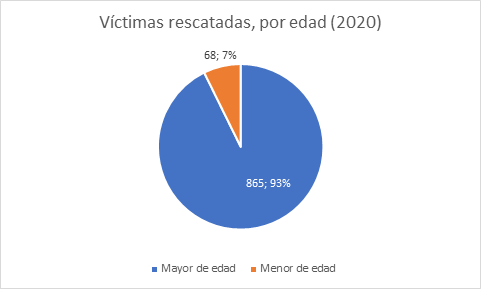 Víctimas rescatadas, por edad (2020)
68; 7%
865; 93%
Mayor de edad Menor de edad